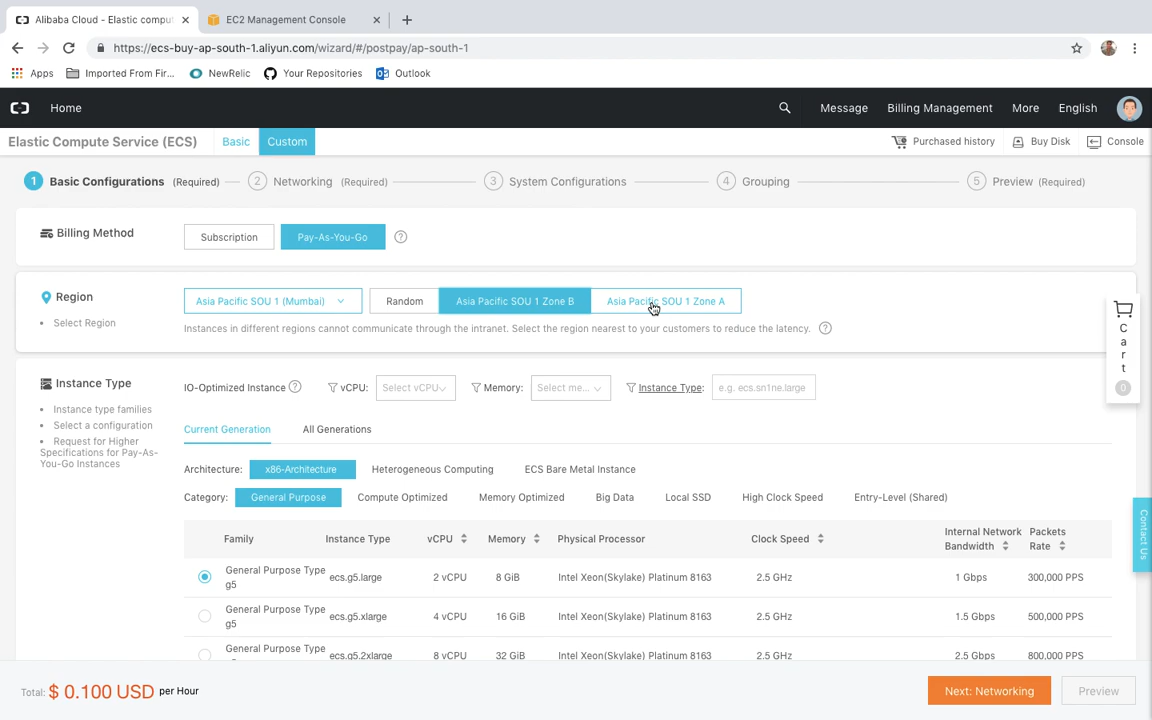 Alibaba Cloud - Elastic comput
EC2 Management Console
https://ecs-buy-ap-south-1.aliyun.com/wizard/#/postpay/ap-south-1
Apps Imported From Fir... NewRelic Your Repositories Outlook
Home Message Billing Management More English
Elastic Compute Service (ECS) Basic Custom Purchased history Buy Disk Console
1 Basic Configurations (Required) 2 Networking (Required) 3 System Configurations 4 Grouping 5 Preview (Required)
Billing Method Subscription Pay-As-You-Go ?
Region Asia Pacific SOU 1 (Mumbai) Random Asia Pacific SOU 1 Zone B Asia Pacific SOU 1 Zone A
• Select Region
Instances in different regions cannot communicate through the intranet. Select the region nearest to your customers to reduce the latency. ?
Cart
0
Instance Type
• Instance type families
• Select a configuration
• Request for Higher
Specifications for Pay-As-
You-Go Instances
IO-Optimized Instance ? vCPU: Select vCPU Memory: Select me... Instance Type: e.g. ecs.sn1ne.large
Current Generation All Generations
Architecture: x86-Architecture Heterogeneous Computing ECS Bare Metal Instance
Category: General Purpose Compute Optimized Memory Optimized Big Data Local SSD High Clock Speed Entry-Level (Shared)
Family Instance Type vCPU Memory Physical Processor Clock Speed Internal Network Bandwidth Packets Rate
General Purpose Type g5 ecs.g5.large 2 vCPU 8 GiB Intel Xeon(Skylake) Platinum 8163 2.5 GHz 1 Gbps 300,000 PPS
General Purpose Type g5 ecs.g5.xlarge 4 vCPU 16 GiB Intel Xeon(Skylake) Platinum 8163 2.5 GHz 1.5 Gbps 500,000 PPS
General Purpose Type ecs.g5.2xlarge 8 vCPU 32 GiB Intel Xeon(Skylake) Platinum 8163 2.5 GHz 2.5 Gbps 800,000 PPS
Contact Us
Total: $ 0.100 USD per Hour
Next: Networking
Preview